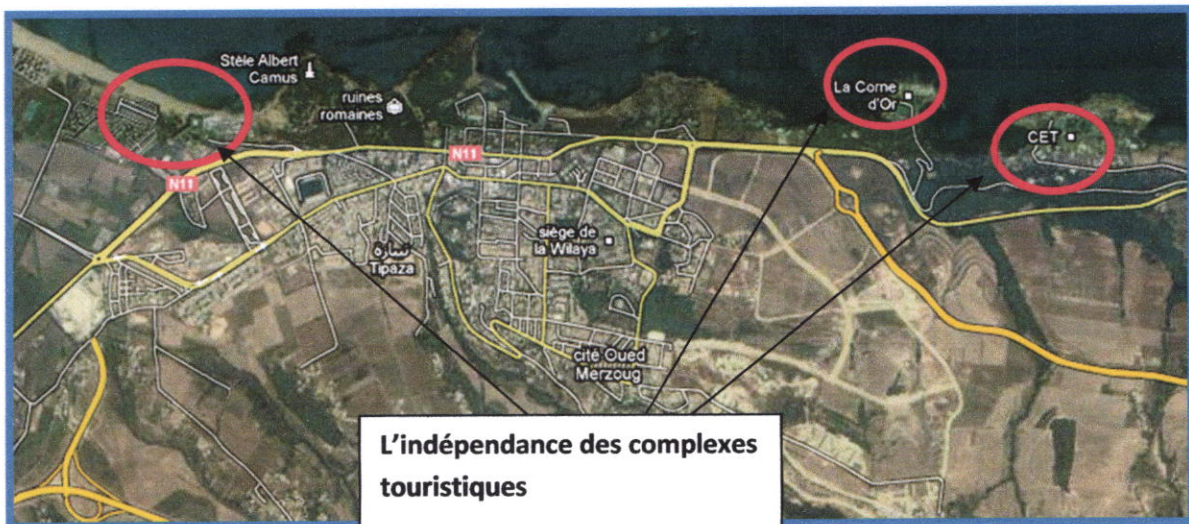 Stèle Albert
Camus
ruines
romaines
La Corne
d'Or
CET
N11
N11
siège de
la Wilaya
تيبازة
Tipaza
cité Oued
Merzoug
L'indépendance des complexes
touristiques